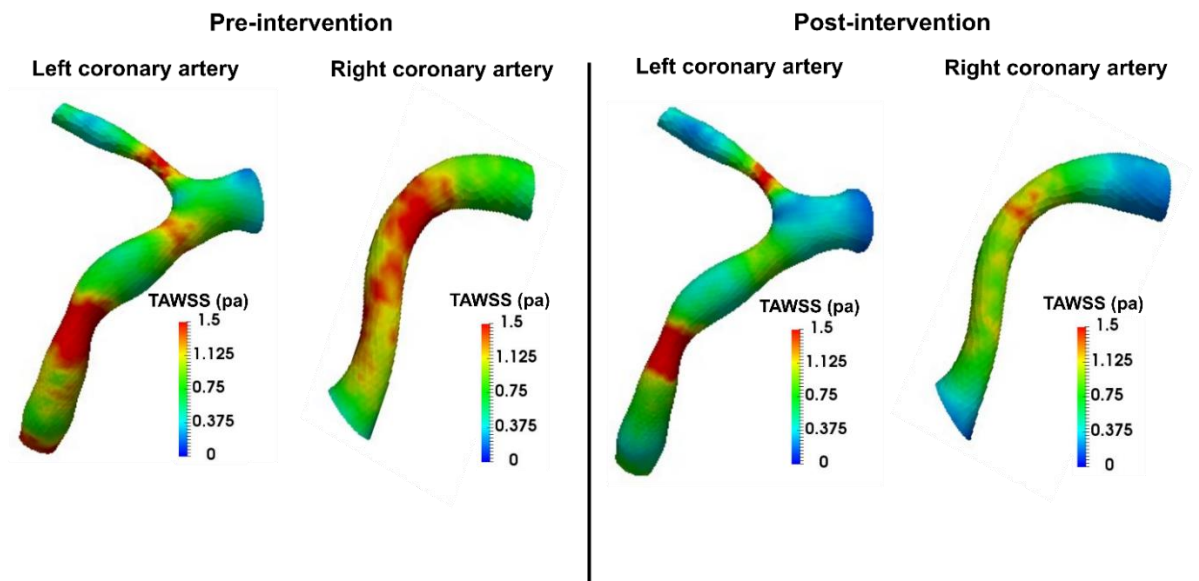 Pre-intervention
Left coronary artery
Right coronary artery
TAWSS (pa)
1.5
1.125
0.75
0.375
0
TAWSS (pa)
1.5
1.125
0.75
0.375
0
Post-intervention
Left coronary artery
Right coronary artery
TAWSS (pa)
1.5
1.125
0.75
0.375
0
TAWSS (pa)
1.5
1.125
0.75
0.375
0